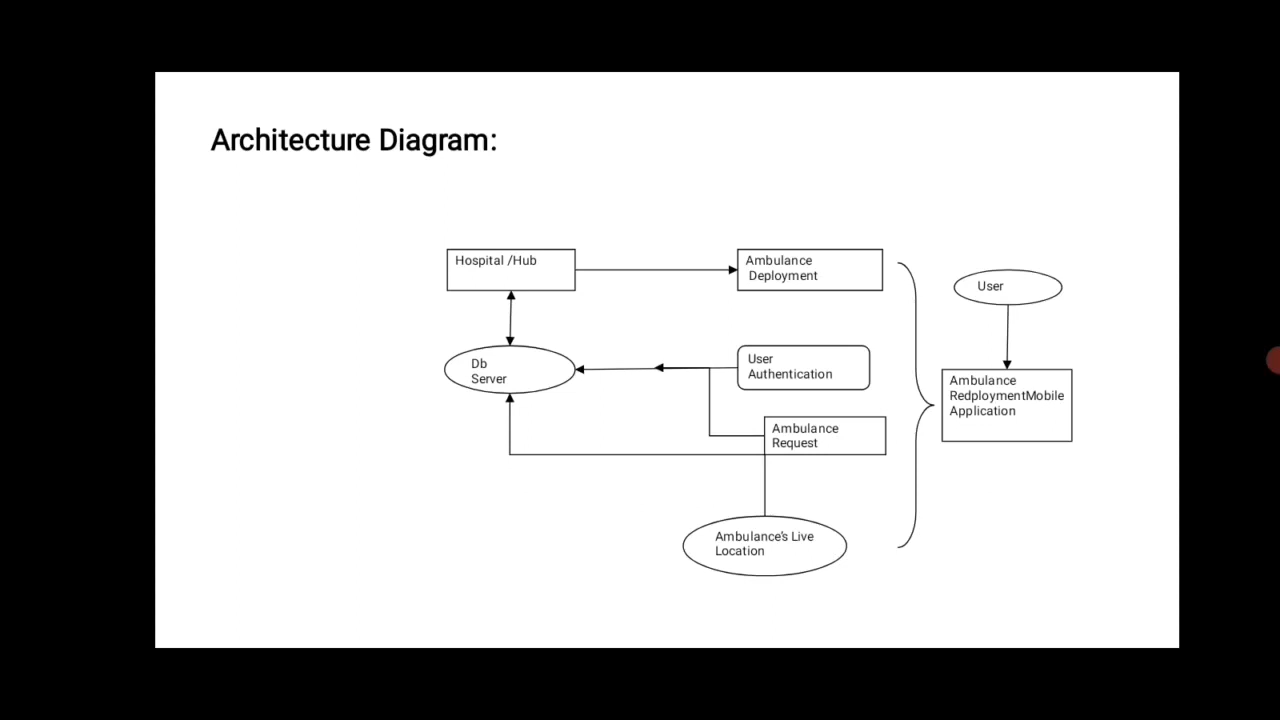 Architecture Diagram:
Hospital /Hub
Ambulance
Deployment
User
Db
Server
User
Authentication
Ambulance
RedploymentMobile
Application
Ambulance
Request
Ambulance's Live
Location